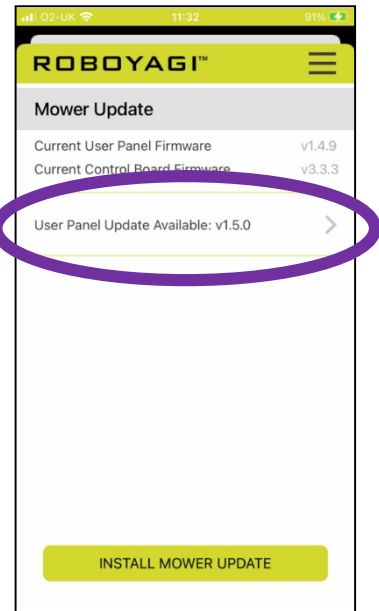 O2-UK 11:32 91%
ROBOYAGI™
Mower Update
Current User Panel Firmware v1.4.9
Current Control Board Firmware v3.3.3
User Panel Update Available: v1.5.0
INSTALL MOWER UPDATE